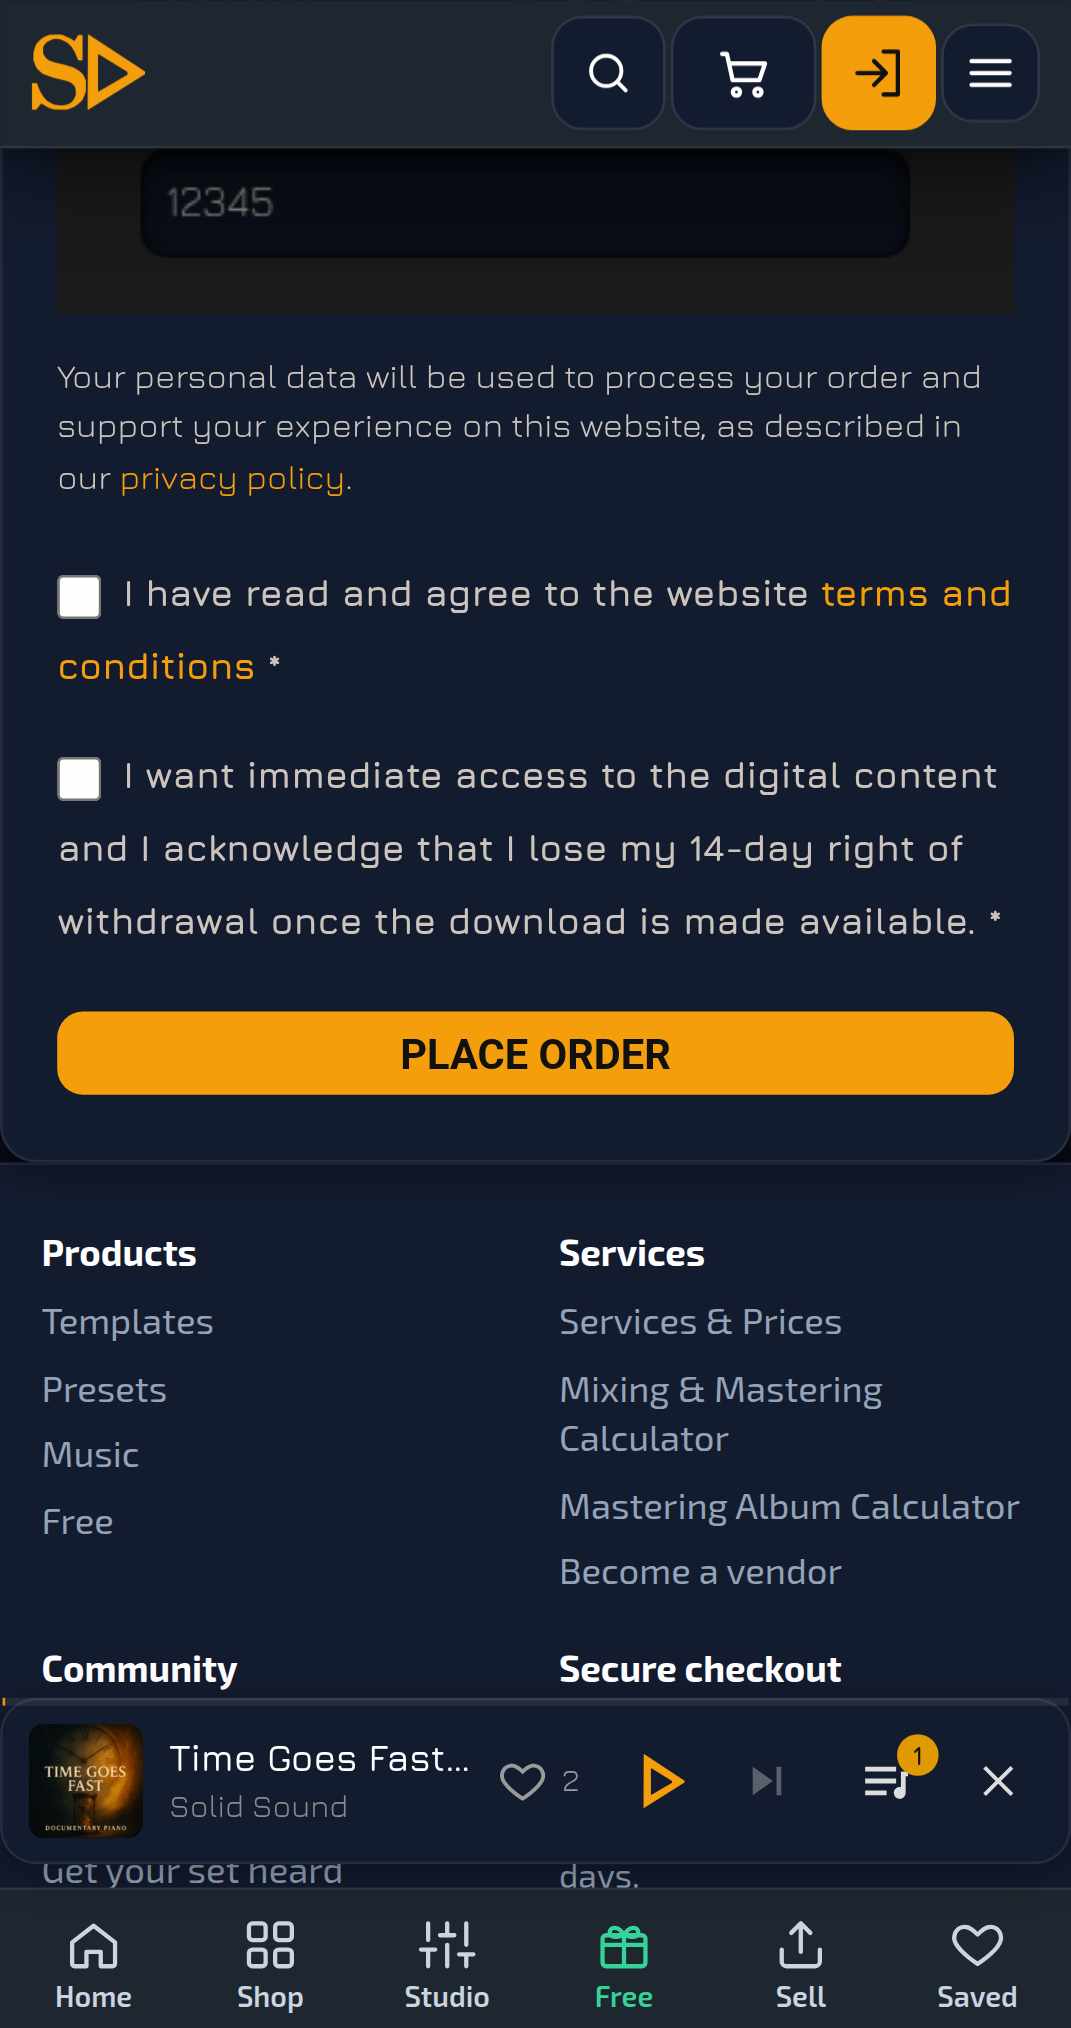 SD
12345
Your personal data will be used to process your order and
support your experience on this website, as described in
our privacy policy.
I have read and agree to the website terms and
conditions *
I want immediate access to the digital content
and I acknowledge that I lose my 14-day right of
withdrawal once the download is made available. *
PLACE ORDER
Products
Templates
Presets
Music
Free
Services
Services & Prices
Mixing & Mastering
Calculator
Mastering Album Calculator
Become a vendor
Community
Secure checkout
TIME GOES
FAST
DOCUMENTARY PIANO
Time Goes Fast...
Solid Sound
2
1
Get your set heard
days.
Home
Shop
Studio
Free
Sell
Saved